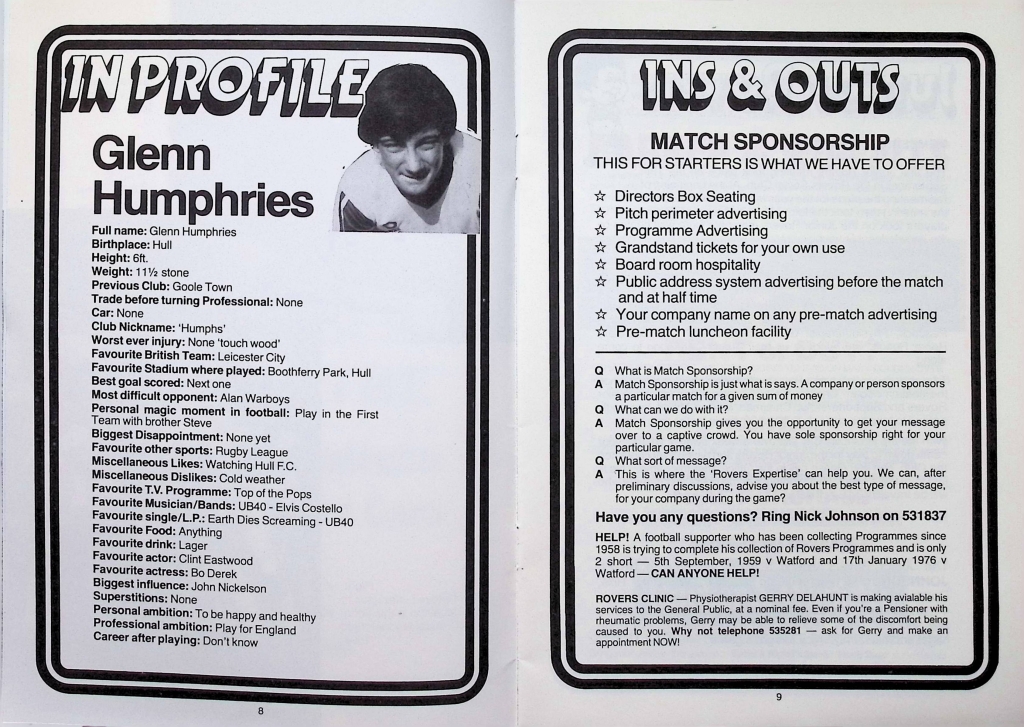 IN PROFILE
Glenn
Humphries
Full name: Glenn Humphries
Birthplace: Hull
Height: 6ft.
Weight: 11½ stone
Previous Club: Goole Town
Trade before turning Professional: None
Car: None
Club Nickname: ‘Humphs’
Worst ever injury: None ‘touch wood’
Favourite British Team: Leicester City
Favourite Stadium where played: Boothferry Park, Hull
Best goal scored: Next one
Most difficult opponent: Alan Warboys
Personal magic moment in football: Play in the First
Team with brother Steve
Biggest Disappointment: None yet
Favourite other sports: Rugby League
Miscellaneous Likes: Watching Hull F.C.
Miscellaneous Dislikes: Cold weather
Favourite T.V. Programme: Top of the Pops
Favourite Musician/Bands: UB40 - Elvis Costello
Favourite single/L.P.: Earth Dies Screaming - UB40
Favourite Food: Anything
Favourite drink: Lager
Favourite actor: Clint Eastwood
Favourite actress: Bo Derek
Biggest influence: John Nickelson
Superstitions: None
Personal ambition: To be happy and healthy
Professional ambition: Play for England
Career after playing: Don't know
8
INS & OUTS
MATCH SPONSORSHIP
THIS FOR STARTERS IS WHAT WE HAVE TO OFFER
☆ Directors Box Seating
☆ Pitch perimeter advertising
☆ Programme Advertising
☆ Grandstand tickets for your own use
☆ Board room hospitality
☆ Public address system advertising before the match
and at half time
☆ Your company name on any pre-match advertising
☆ Pre-match luncheon facility
Q What is Match Sponsorship?
A Match Sponsorship is just what is says. A company or person sponsors
a particular match for a given sum of money
Q What can we do with it?
A Match Sponsorship gives you the opportunity to get your message
over to a captive crowd. You have sole sponsorship right for your
particular game.
Q What sort of message?
A This is where the ‘Rovers Expertise’ can help you. We can, after
preliminary discussions, advise you about the best type of message,
for your company during the game?
Have you any questions? Ring Nick Johnson on 531837
HELP! A football supporter who has been collecting Programmes since
1958 is trying to complete his collection of Rovers Programmes and is only
2 short — 5th September, 1959 v Watford and 17th January 1976 v
Watford — CAN ANYONE HELP!
ROVERS CLINIC — Physiotherapist GERRY DELAHUNT is making avialable his
services to the General Public, at a nominal fee. Even if you're a Pensioner with
rheumatic problems, Gerry may be able to relieve some of the discomfort being
caused to you. Why not telephone 535281 — ask for Gerry and make an
appointment NOW!
9